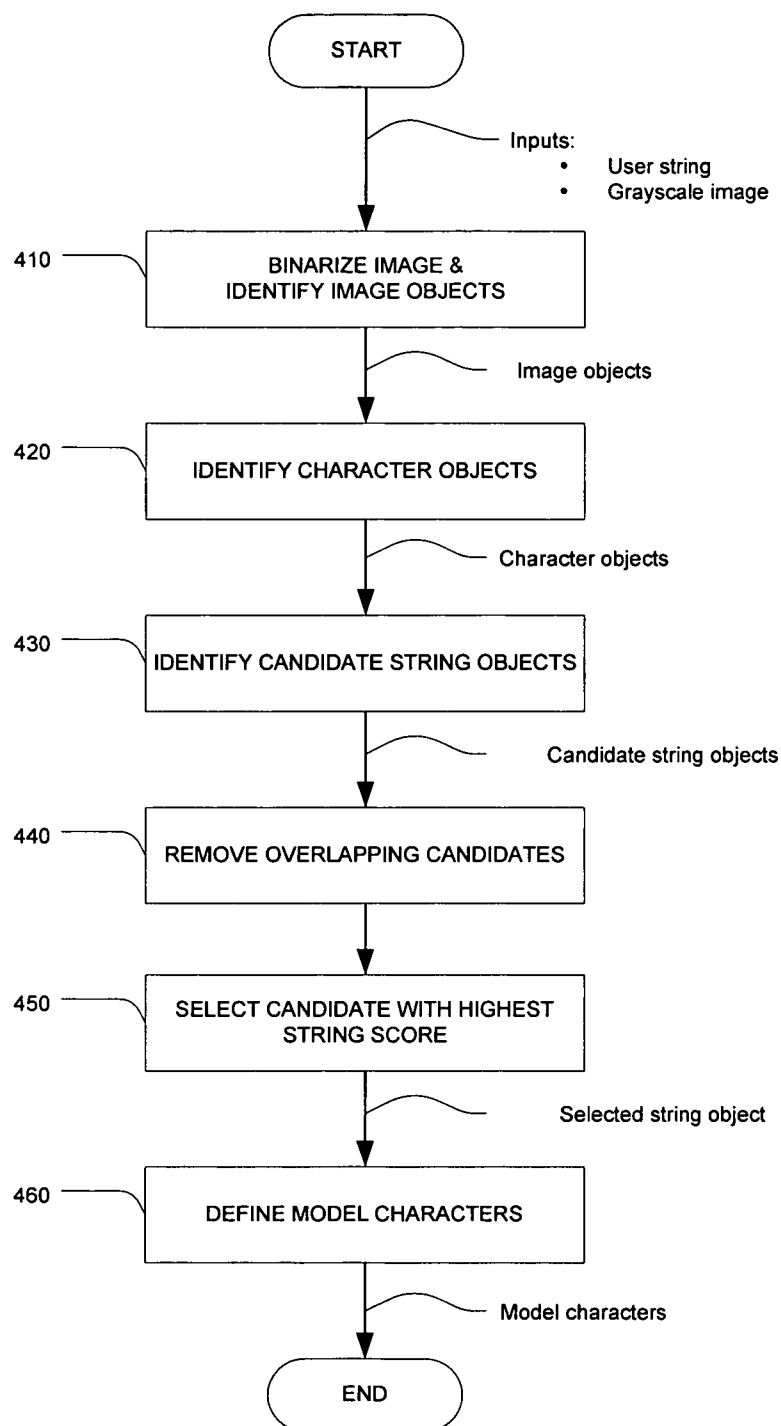 START
Inputs:
• User string
• Grayscale image
410
BINARIZE IMAGE &
IDENTIFY IMAGE OBJECTS
Image objects
420
IDENTIFY CHARACTER OBJECTS
Character objects
430
IDENTIFY CANDIDATE STRING OBJECTS
Candidate string objects
440
REMOVE OVERLAPPING CANDIDATES
450
SELECT CANDIDATE WITH HIGHEST
STRING SCORE
Selected string object
460
DEFINE MODEL CHARACTERS
Model characters
END